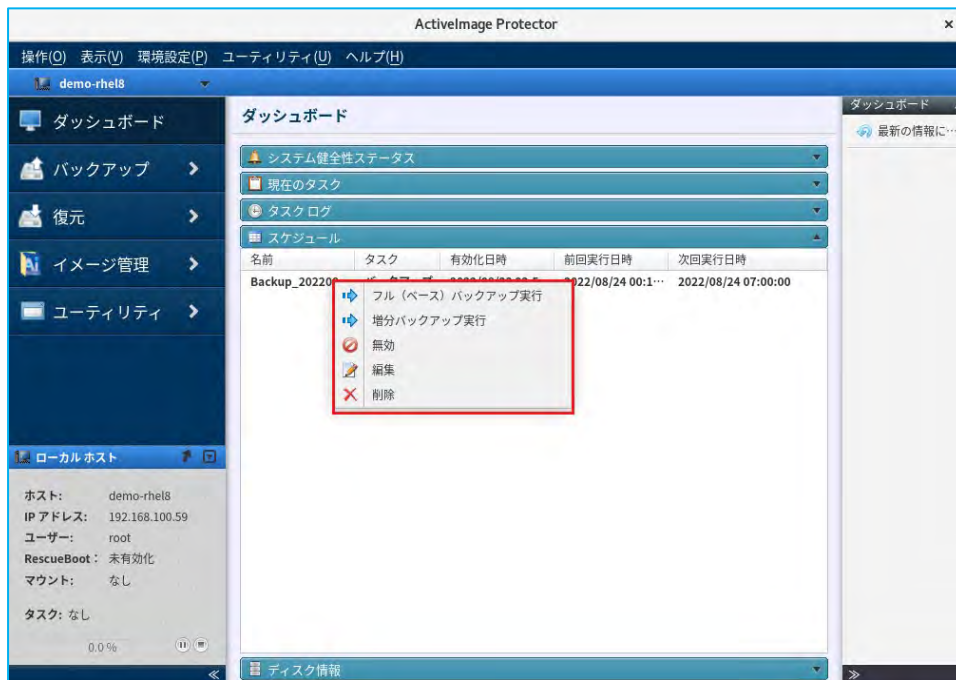 ActiveImage Protector
操作(O) 表示(V) 環境設定(P) ユーティリティ(U) ヘルプ(H)
demo-rhel8
ダッシュボード
バックアップ
復元
イメージ管理
ユーティリティ
ローカルホスト
ホスト: demo-rhel8
IP アドレス: 192.168.100.59
ユーザー: root
RescueBoot: 未有効化
マウント: なし
タスク: なし
0.0 %
ダッシュボード
システム健全性ステータス
現在のタスク
タスクログ
スケジュール
名前 タスク 有効化日時 前回実行日時 次回実行日時
Backup_202208 2022/08/24 00:1… 2022/08/24 07:00:00
フル（ベース）バックアップ実行
増分バックアップ実行
無効
編集
削除
ディスク情報
ダッシュボード
最新の情報に…